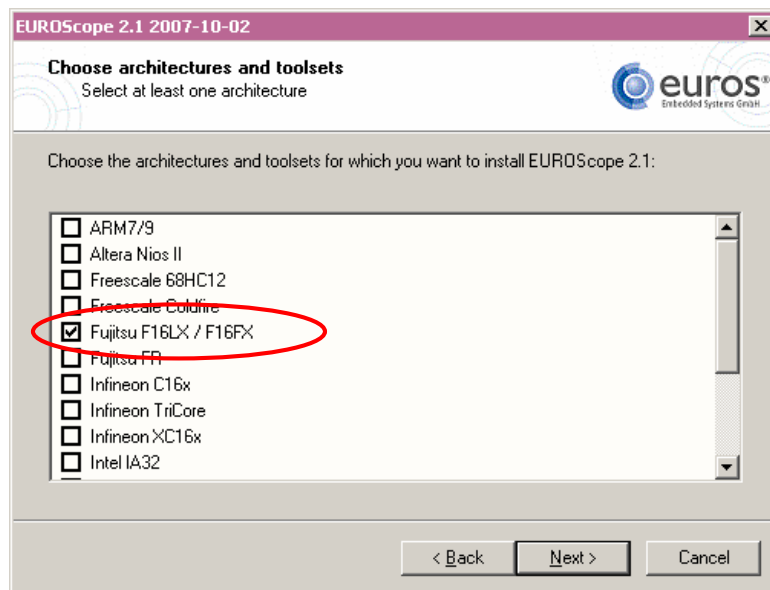 EUROScope 2.1 2007-10-02
Choose architectures and toolsets
Select at least one architecture
euros®
Embedded Systems GmbH
Choose the architectures and toolsets for which you want to install EUROScope 2.1:
ARM7/9
Altera Nios II
Freescale 68HC12
Freescale Coldfire
Fujitsu F16LX / F16FX
Fujitsu FR
Infineon C16x
Infineon TriCore
Infineon XC16x
Intel IA32
< Back
Next >
Cancel